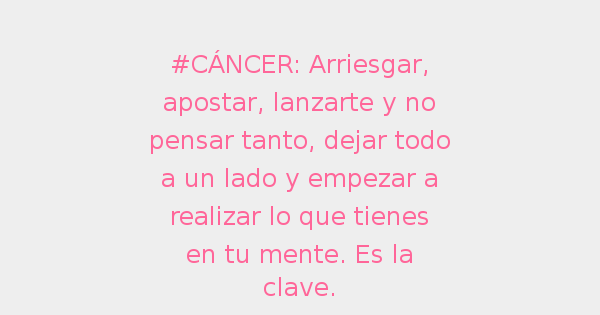 #CÁNCER: Arriesgar,
apostar, lanzarte y no
pensar tanto, dejar todo
a un lado y empezar a
realizar lo que tienes
en tu mente. Es la
clave.